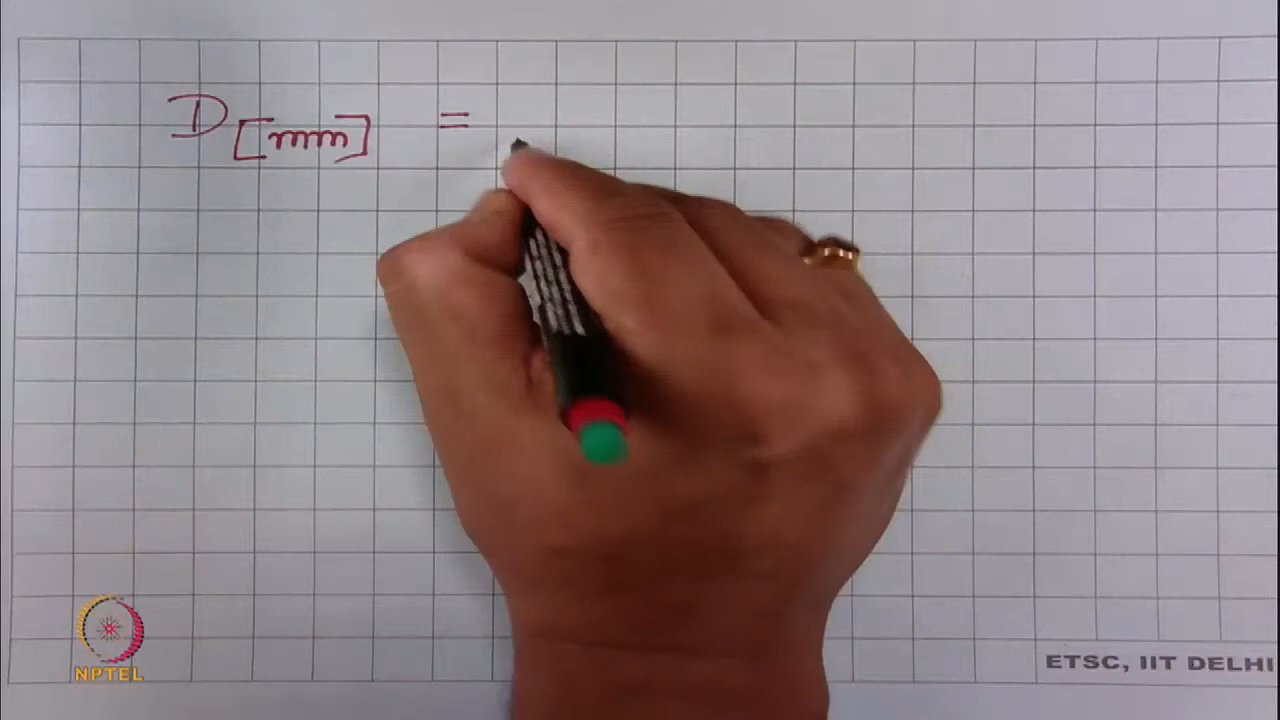 D[mm] =
NPTEL
ETSC, IIT DELHI